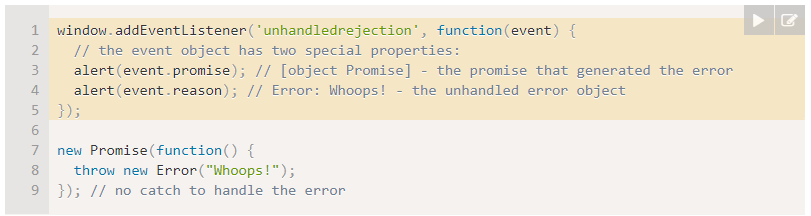 1 window.addEventListener('unhandledrejection', function(event) {
2   // the event object has two special properties:
3   alert(event.promise); // [object Promise] - the promise that generated the error
4   alert(event.reason); // Error: Whoops! - the unhandled error object
5 });
6
7 new Promise(function() {
8   throw new Error("Whoops!");
9 }); // no catch to handle the error